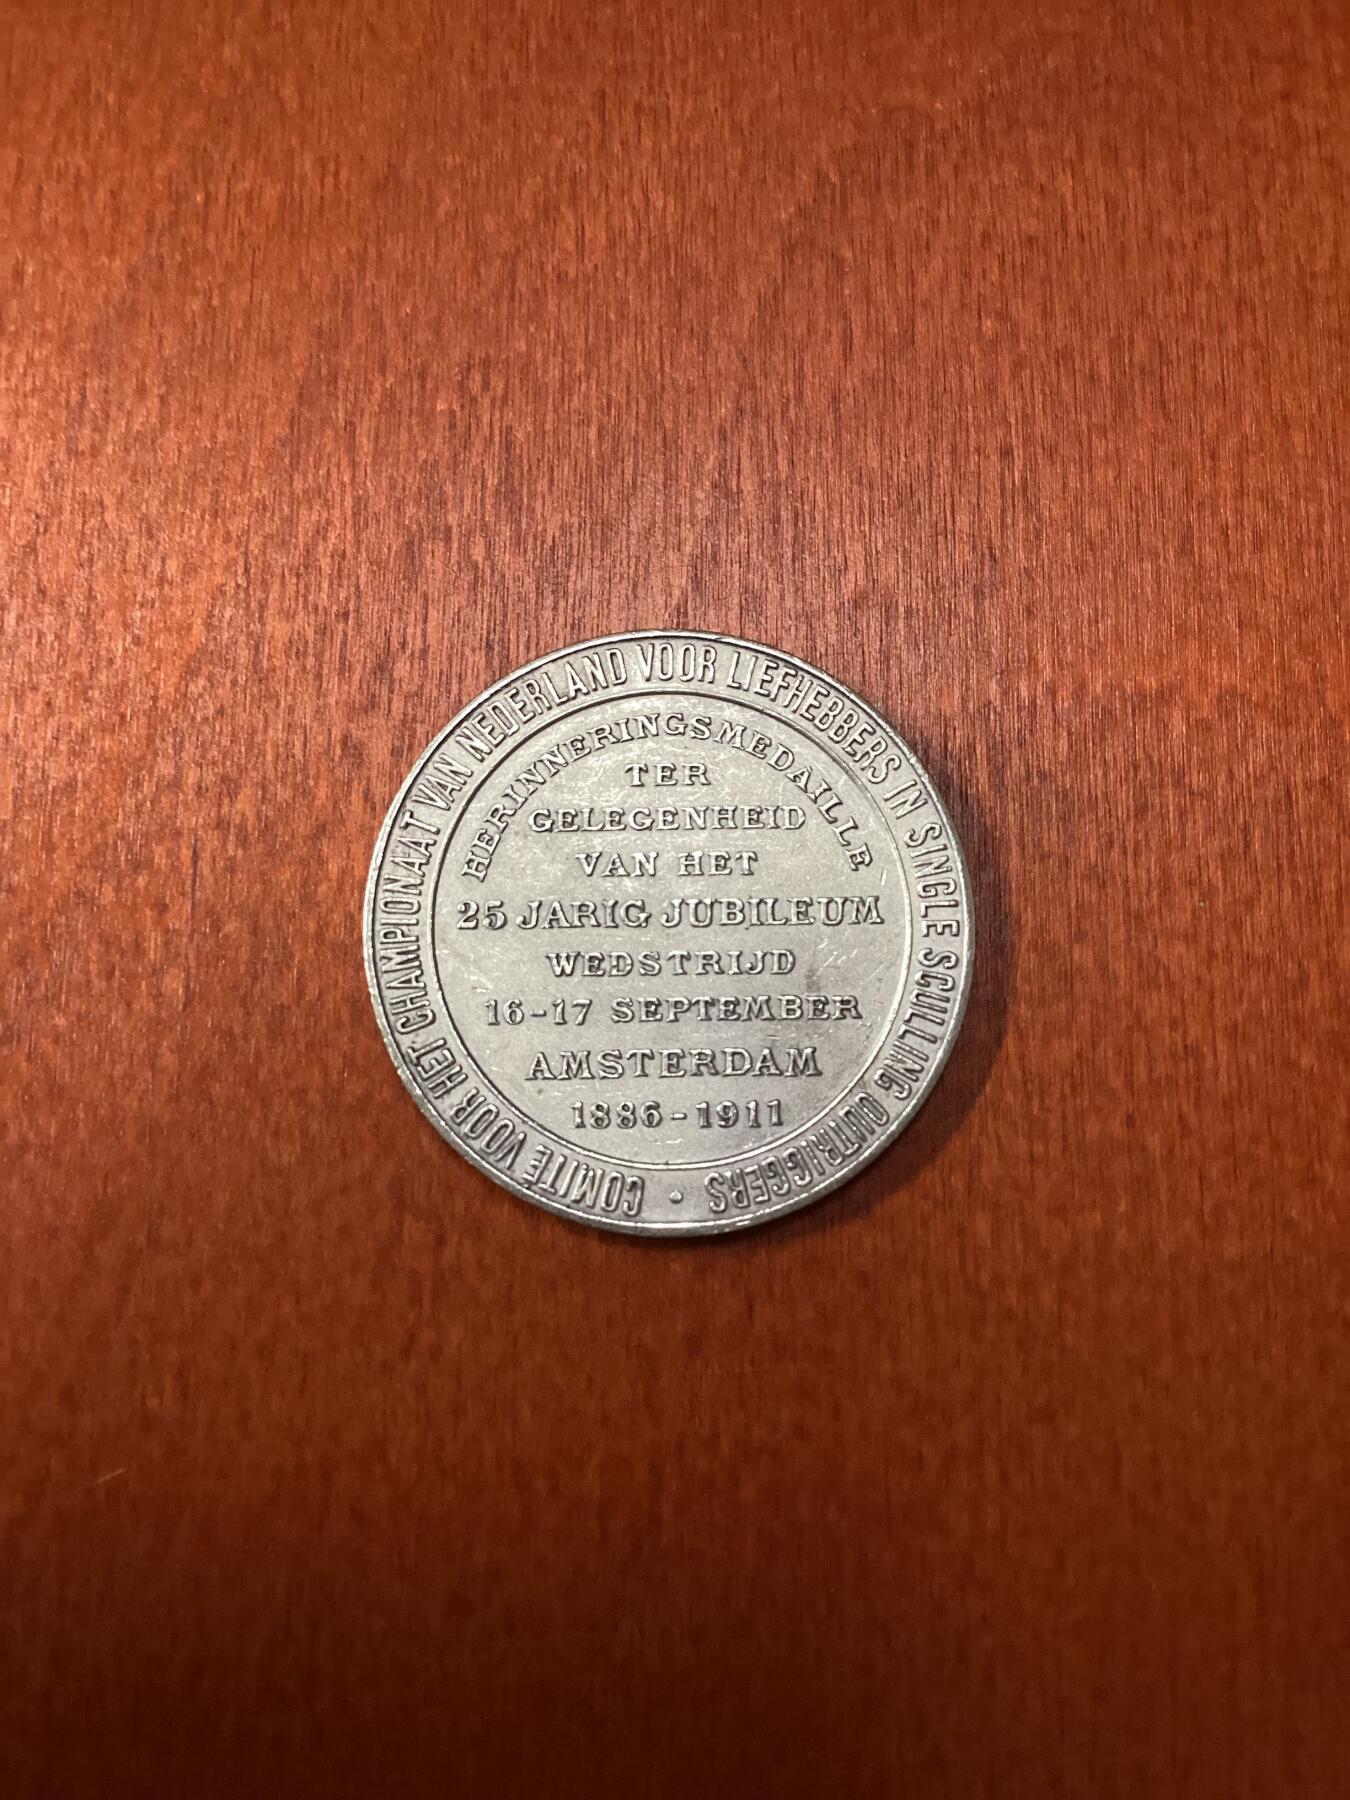 COMITÉ VOOR HET CHAMPIONAAT VAN NEDERLAND VOOR LIEFHEBBERS IN SINGLE SCULLING OUTRIGGERS •
HERINNERINGSMEDAILLE
TER
GELEGENHEID
VAN HET
25 JARIG JUBILEUM
WEDSTRIJD
16-17 SEPTEMBER
AMSTERDAM
1886-1911